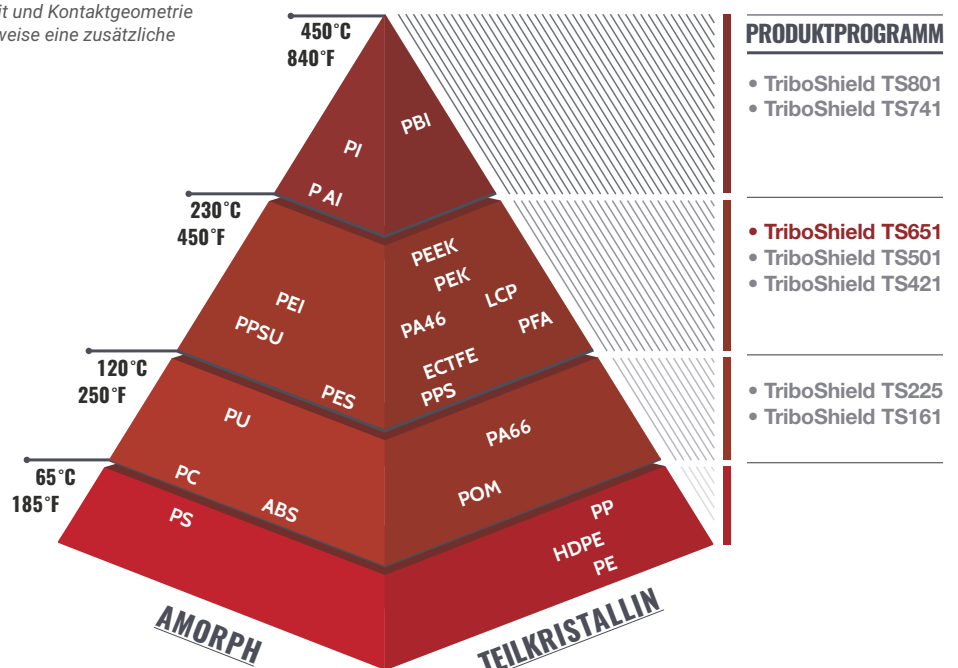 it und Kontaktgeometrie
weise eine zusätzliche
450°C
840°F
PRODUKTPROGRAMM
• TriboShield TS801
• TriboShield TS741
PBI
PI
P AI
230°C
450°F
• TriboShield TS651
• TriboShield TS501
• TriboShield TS421
PEEK
PEK
LCP
PEI
PA46
PFA
PPSU
ECTFE
PPS
PES
120°C
250°F
• TriboShield TS225
• TriboShield TS161
PU
PA66
PC
POM
ABS
65°C
185°F
PS
PP
HDPE
PE
AMORPH
TEILKRISTALLIN